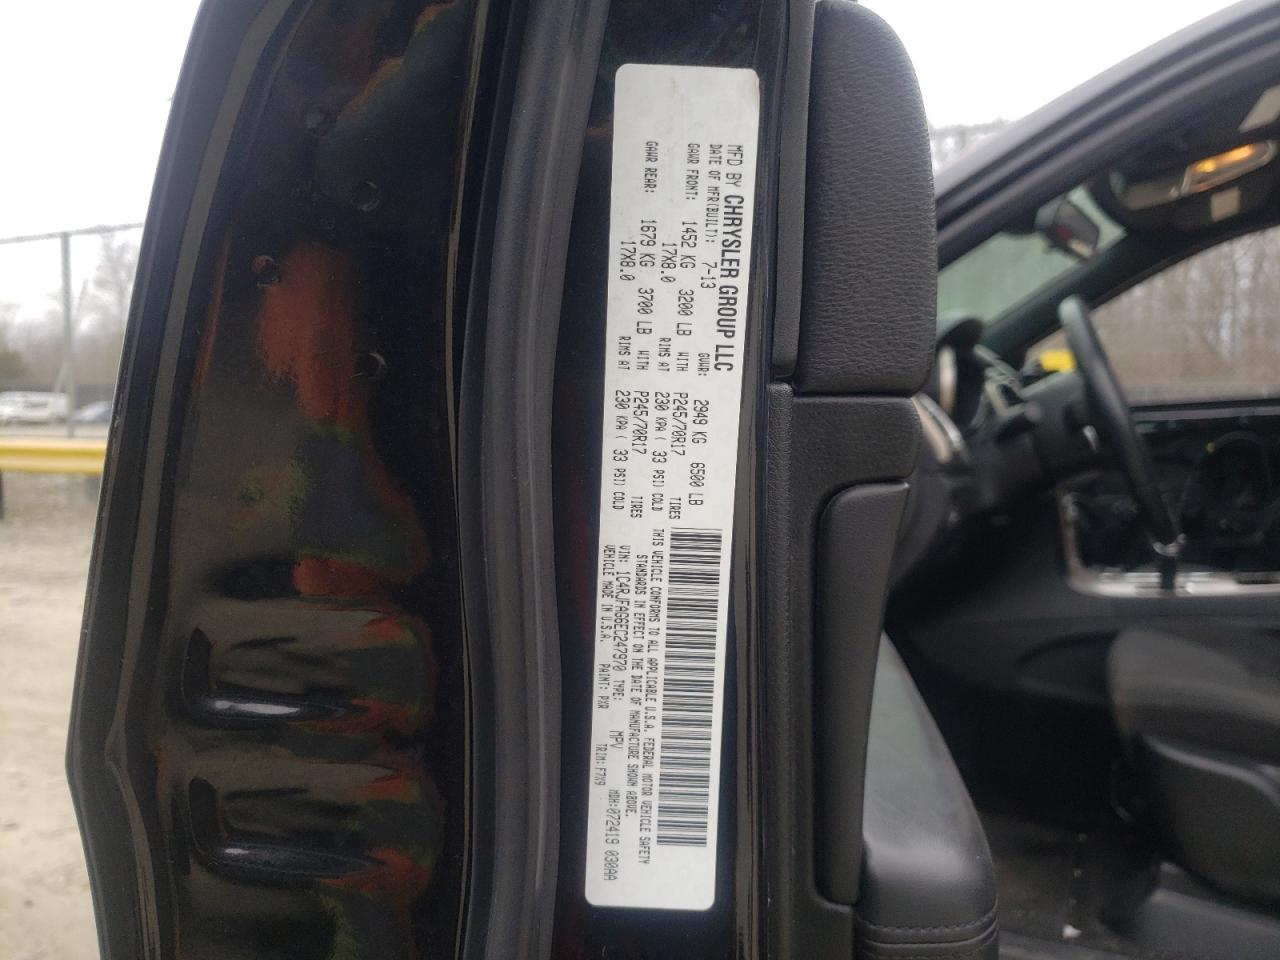 MFD BY CHRYSLER GROUP LLC
DATE OF MFR(BUILT): 7-13 GVWR: 2949 KG 6500 LB
GAWR FRONT: 1452 KG 3200 LB WITH P245/70R17 TIRES
17X8.0 RIMS AT 230 KPA ( 33 PSI) COLD
GAWR REAR: 1679 KG 3700 LB WITH P245/70R17 TIRES
17X8.0 RIMS AT 230 KPA ( 33 PSI) COLD
THIS VEHICLE CONFORMS TO ALL APPLICABLE U.S.A. FEDERAL MOTOR VEHICLE SAFETY
STANDARDS IN EFFECT ON THE DATE OF MANUFACTURE SHOWN ABOVE.
VIN: 1C4RJFAG6EC247970 TYPE: MPV MDH:072419 030AA
VEHICLE MADE IN U.S.A. PAINT: PXR TRIM:F7X9